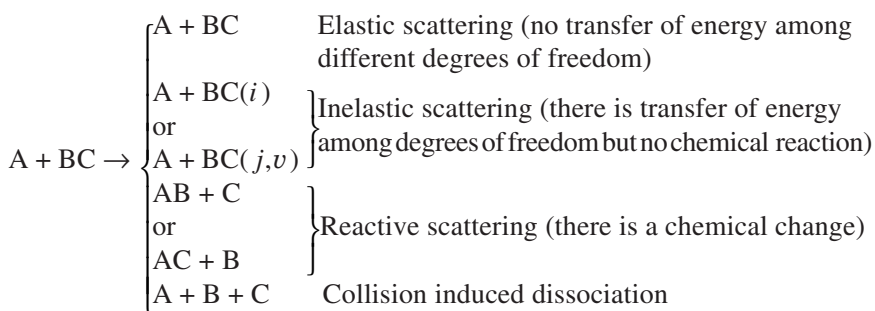 A + BC Elastic scattering (no transfer of energy among
different degrees of freedom)
A + BC(i)
or
Inelastic scattering (there is transfer of energy
among degrees of freedom but no chemical reaction)
A + BC → A + BC(j,v)
AB + C
or
Reactive scattering (there is a chemical change)
AC + B
A + B + C Collision induced dissociation